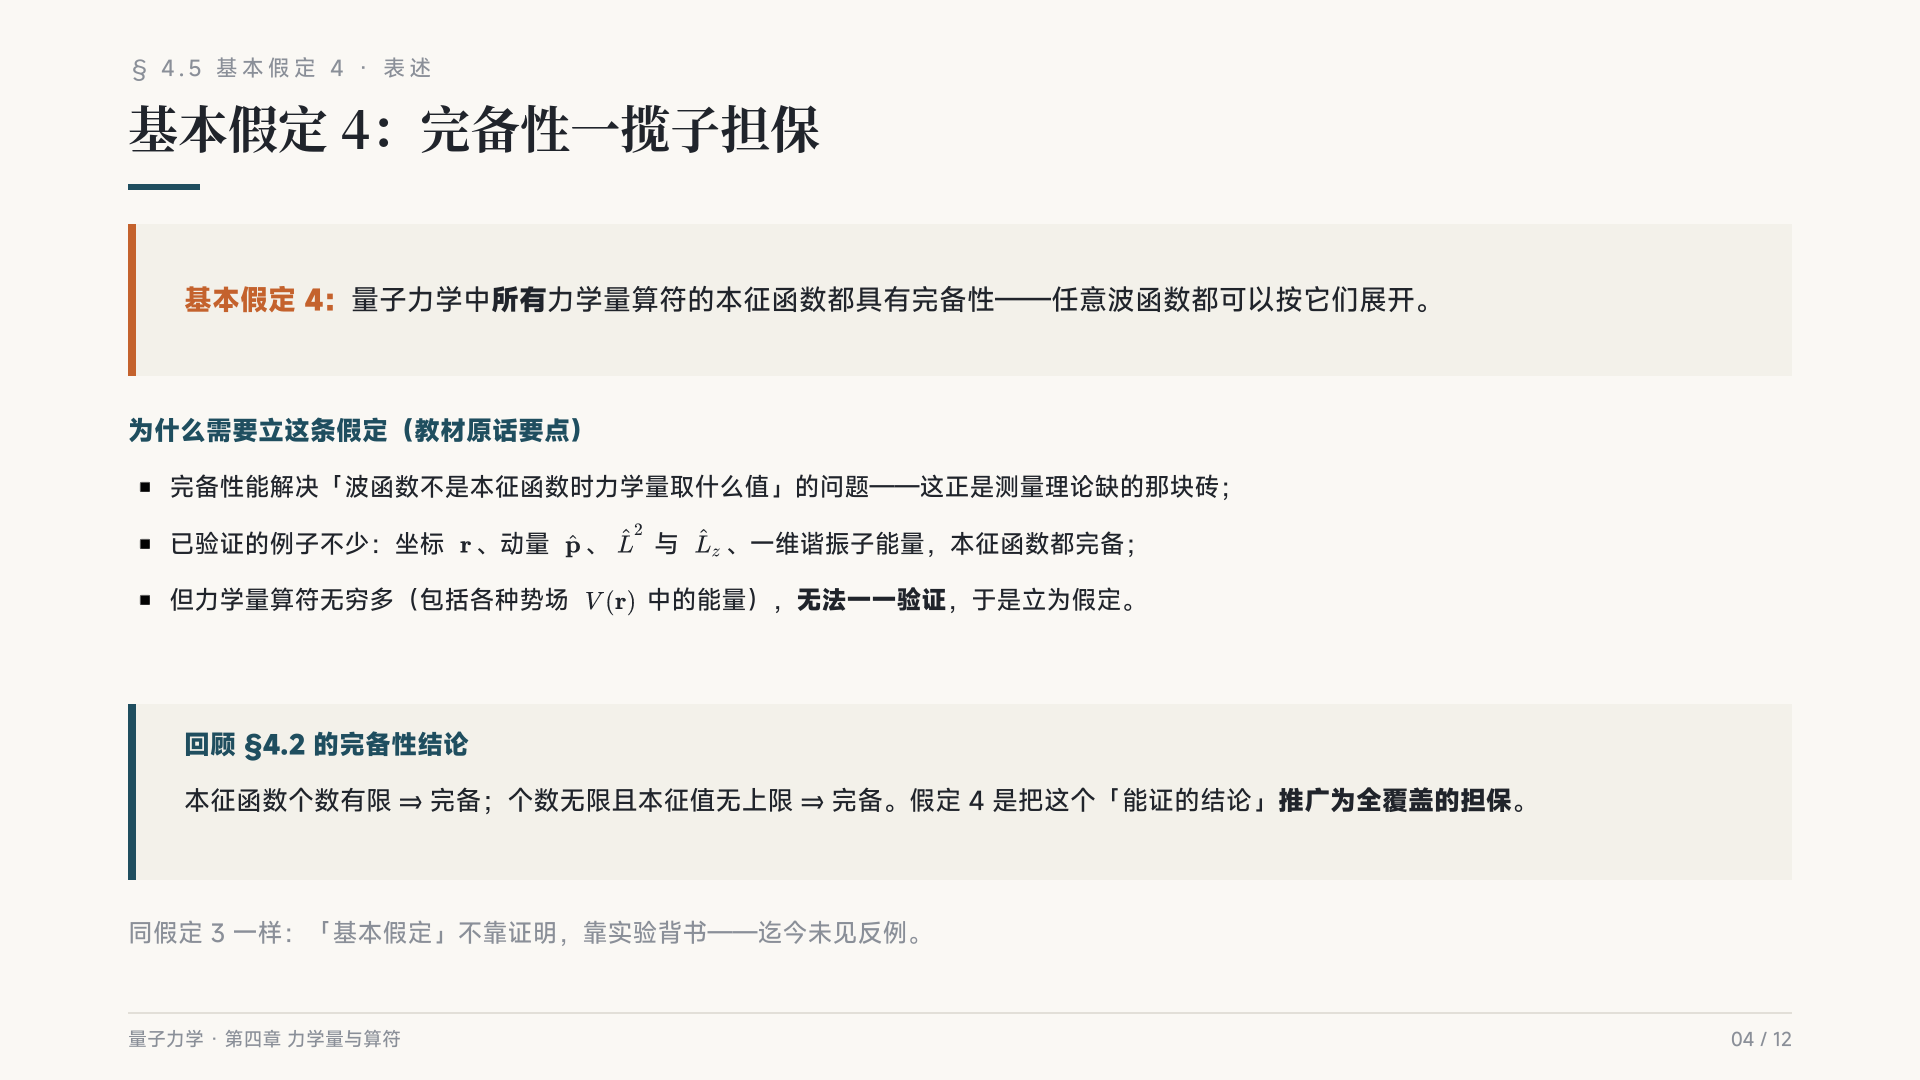 § 4.5 基本假定 4 · 表述
基本假定 4：完备性一揽子担保
基本假定 4：量子力学中所有力学量算符的本征函数都具有完备性——任意波函数都可以按它们展开。
为什么需要立这条假定（教材原话要点）
▪ 完备性能解决「波函数不是本征函数时力学量取什么值」的问题——这正是测量理论缺的那块砖；
▪ 已验证的例子不少：坐标 r、动量 p̂、L̂² 与 L̂_z、一维谐振子能量，本征函数都完备；
▪ 但力学量算符无穷多（包括各种势场 V(r) 中的能量），无法一一验证，于是立为假定。
回顾 §4.2 的完备性结论
本征函数个数有限 ⇒ 完备；个数无限且本征值无上限 ⇒ 完备。假定 4 是把这个「能证的结论」推广为全覆盖的担保。
同假定 3 一样：「基本假定」不靠证明，靠实验背书——迄今未见反例。
量子力学 · 第四章 力学量与算符
04 / 12